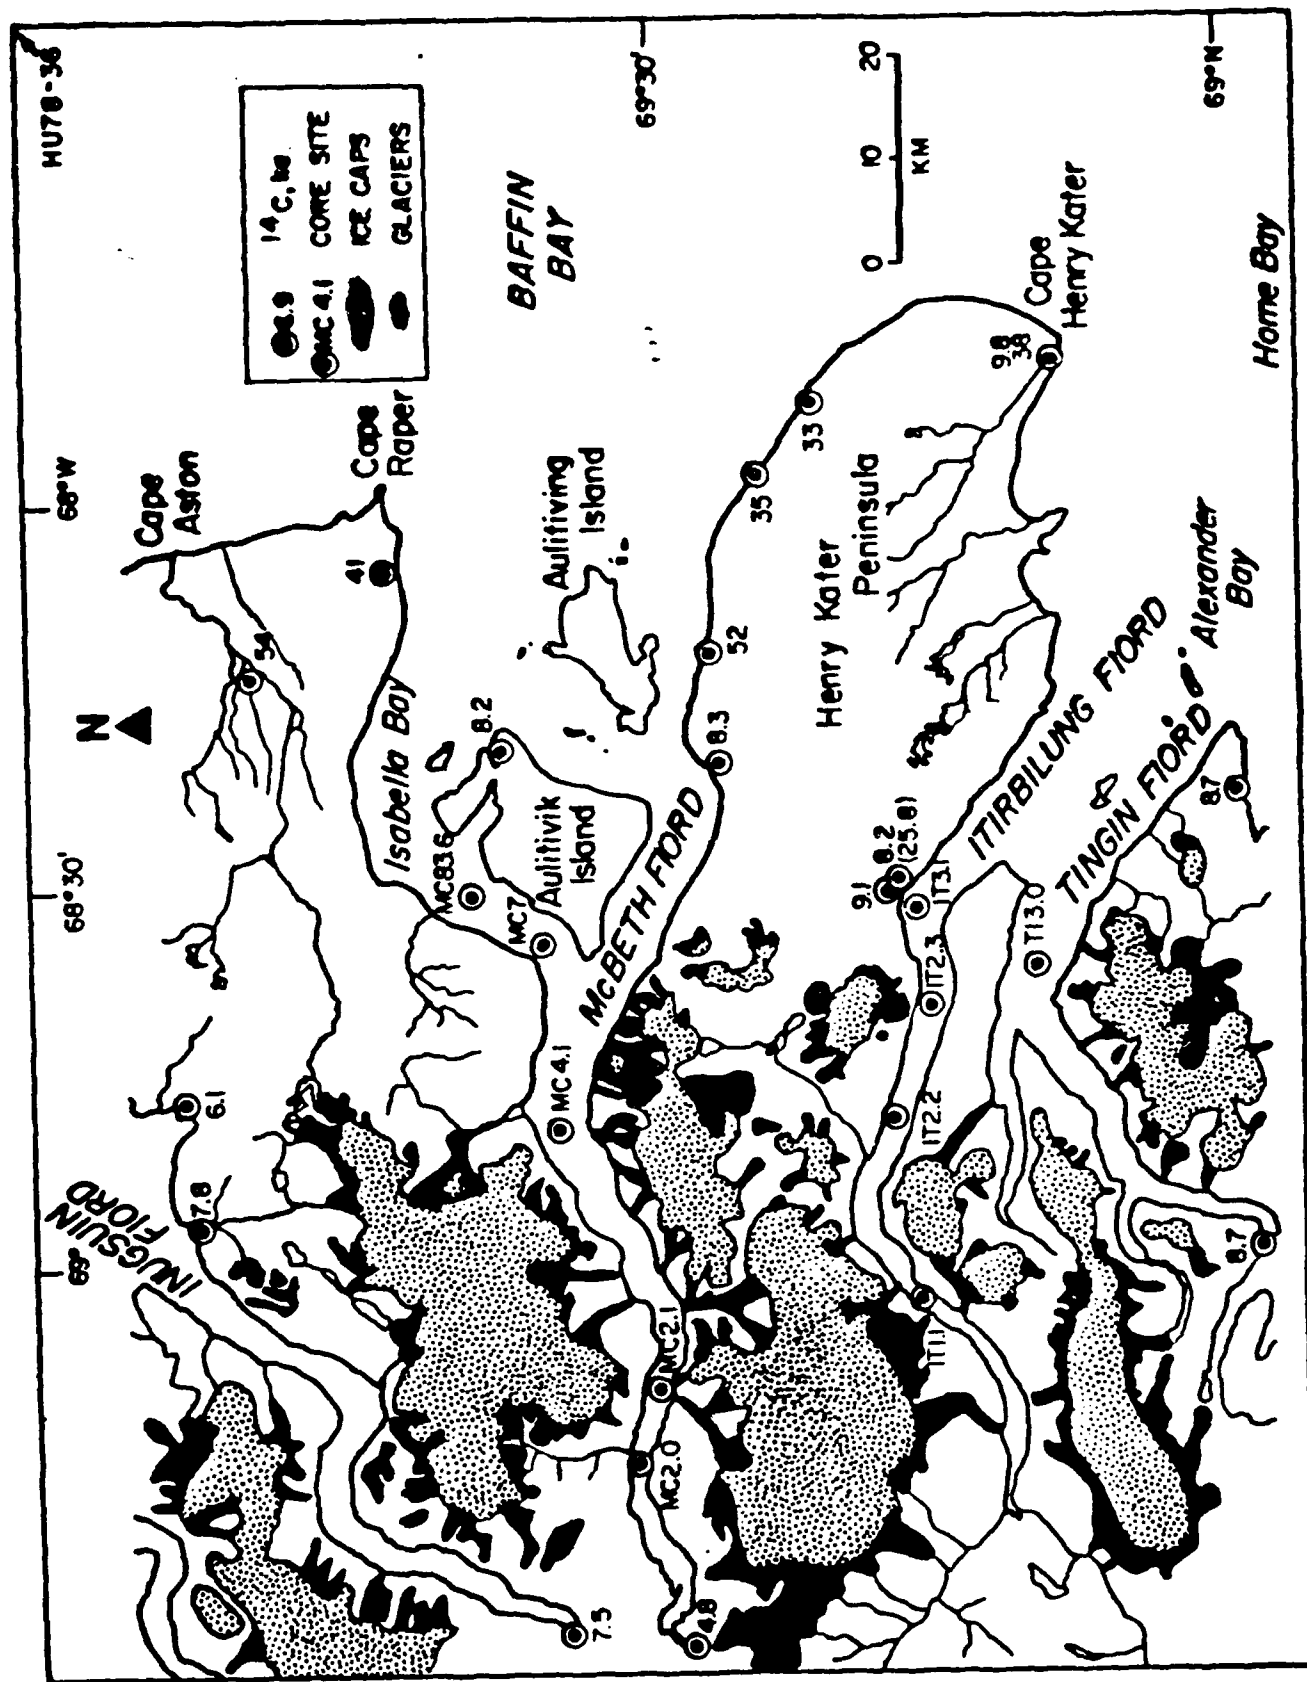 HU78-36
8.9 14C, ka
MC 4.1 CORE SITE
ICE CAPS
GLACIERS
69°
68°30'
68°W
69°30'
69°N
N
INUGSUIN
FIORD
7.8
6.1
54
Cape
Aston
Cape
Raper
41
Isabella Bay
8.2
MC83.6
MC7
Aulitivik
Island
Aulitiving
Island
BAFFIN
BAY
McBETH FIORD
MC 4.1
MC2.1
MC2.0
7.5
4.8
8.3
52
35
33
Henry Kater
Peninsula
9.8
38
Cape
Henry Kater
0 10 20
KM
9.1
8.2
(25.8)
IT3.1
IT2.3
IT2.2
IT1.1
ITIRBILUNG FIORD
TI3.0
TINGIN FIORD
8.7
8.7
Alexander
Bay
Home Bay